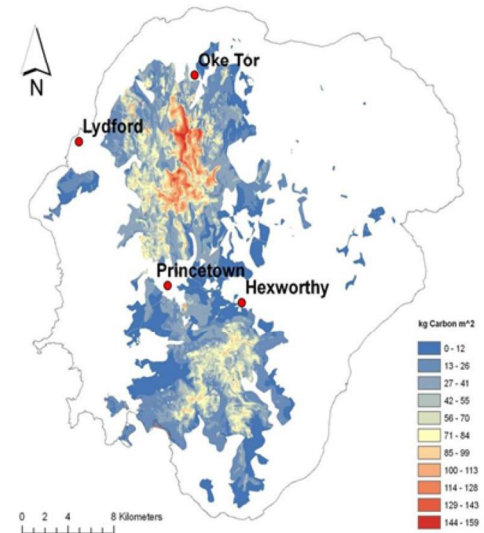 Oke Tor
N
Lydford
Princetown
Hexworthy
kg Carbon m^2
0 - 12
13 - 26
27 - 41
42 - 55
56 - 70
71 - 84
85 - 99
100 - 113
114 - 128
129 - 143
144 - 159
0 2 4 8 Kilometers